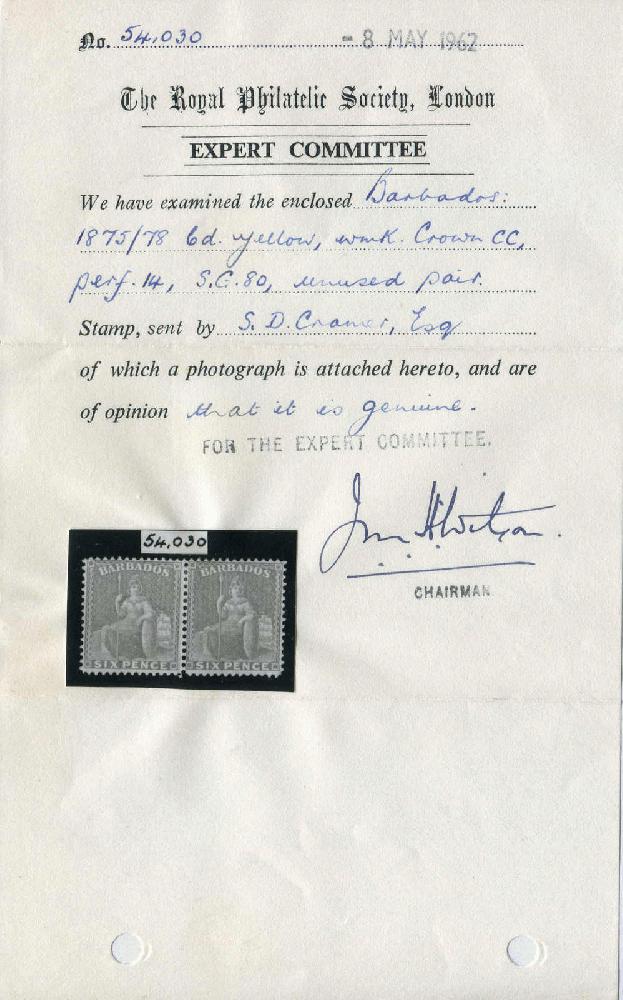 No. 54,030 - 8 MAY 1962
The Royal Philatelic Society, London
EXPERT COMMITTEE
We have examined the enclosed Barbados:
1875/78 6d. yellow, wmk. Crown CC,
perf. 14, S.G. 80, unused pair.
Stamp, sent by S. D. Cramer, Esq
of which a photograph is attached hereto, and are
of opinion that it is genuine.
FOR THE EXPERT COMMITTEE.
CHAIRMAN
54,030
BARBADOS BARBADOS
SIX PENCE SIX PENCE